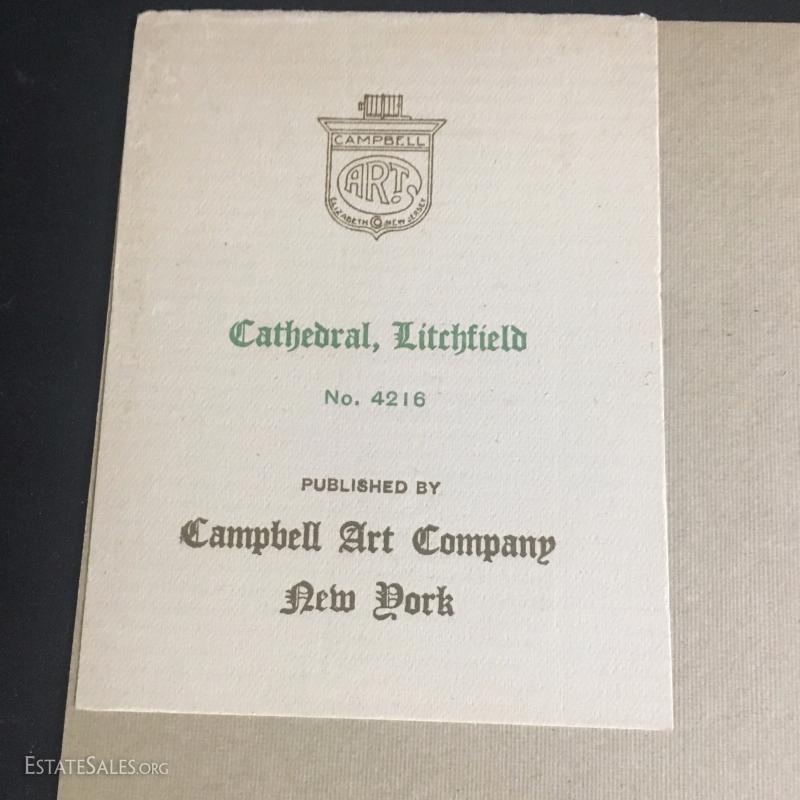 CAMPBELL
ARTS
ELIZABETH © NEW JERSEY
Cathedral, Litchfield
No. 4216
PUBLISHED BY
Campbell Art Company
New York
ESTATESALES.ORG